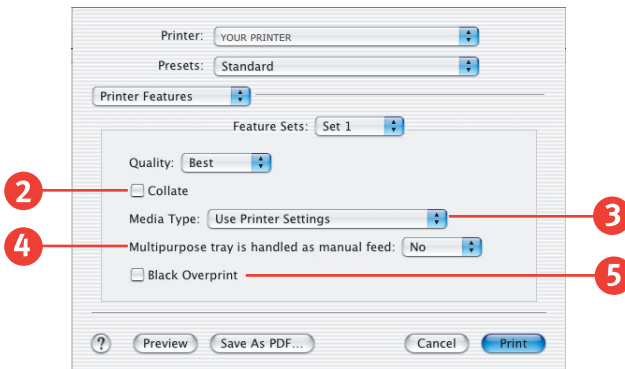 Printer: YOUR PRINTER
Presets: Standard
Printer Features
Feature Sets: Set 1
Quality: Best
2 Collate
Media Type: Use Printer Settings 3
4 Multipurpose tray is handled as manual feed: No
Black Overprint 5
? Preview Save As PDF... Cancel Print